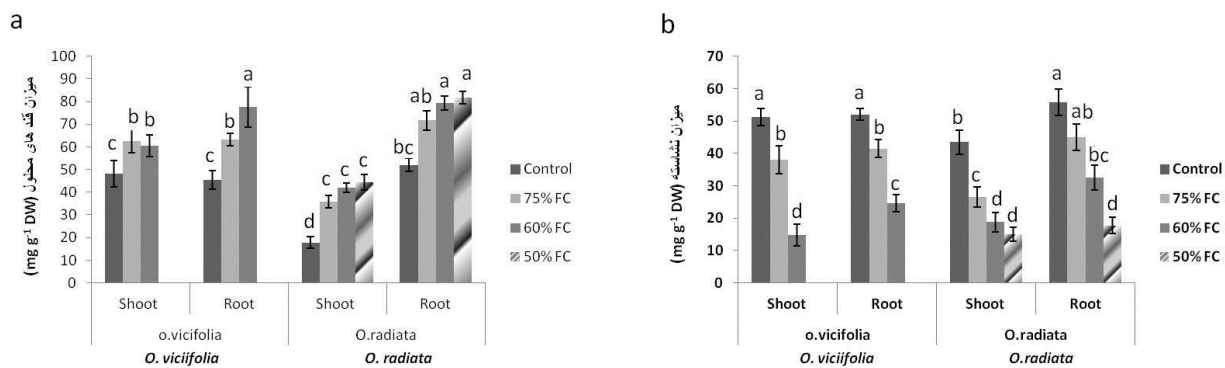 a
میزان قند های محلول
(mg g⁻¹ DW)
100
90
80
70
60
50
40
30
20
10
0
c
b
b
c
b
a
d
c
c
c
bc
ab
a
a
Shoot
Root
Shoot
Root
o.vicifolia
O.radiata
O. viciifolia
O. radiata
Control
75% FC
60% FC
50% FC
b
میزان نشاسته (mg g⁻¹ DW)
70
60
50
40
30
20
10
0
a
b
d
a
b
c
b
c
d
d
a
ab
bc
d
Shoot
Root
Shoot
Root
o.vicifolia
O.radiata
O. viciifolia
O.radiata
Control
75% FC
60% FC
50% FC